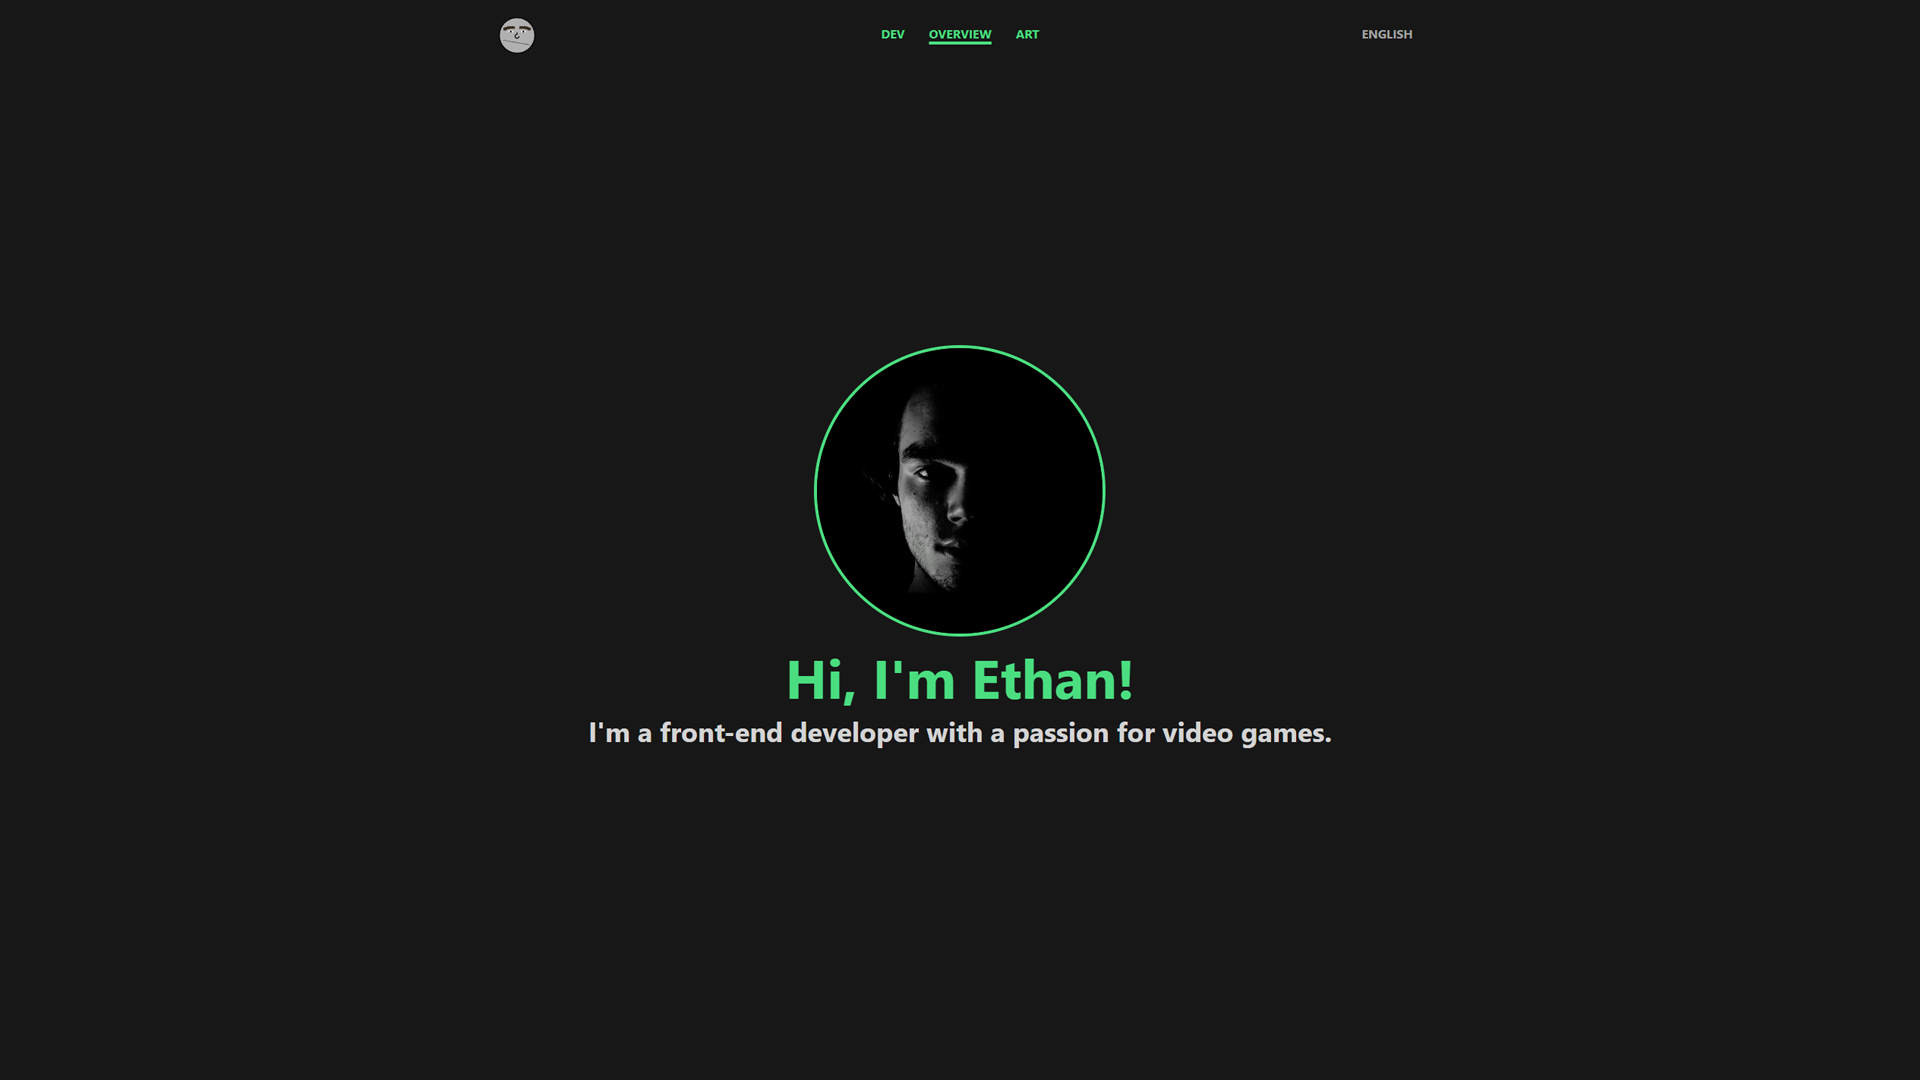 DEV OVERVIEW ART ENGLISH
Hi, I'm Ethan!
I'm a front-end developer with a passion for video games.